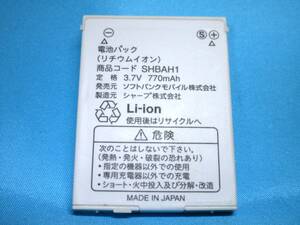 電池パック
(リチウムイオン)
商品コード SHBAH1
定 格 3.7V 770mAh
発売元 ソフトバンクモバイル株式会社
製造元 シャープ株式会社
Li-ion
使用後はリサイクルへ
⚠ 危険
次のことはしないで下さい。
(発熱・発火・破裂の恐れあり)
・指定の機器以外での使用
・専用充電器以外での充電
・ショート・火中投入及び分解・改造
MADE IN JAPAN